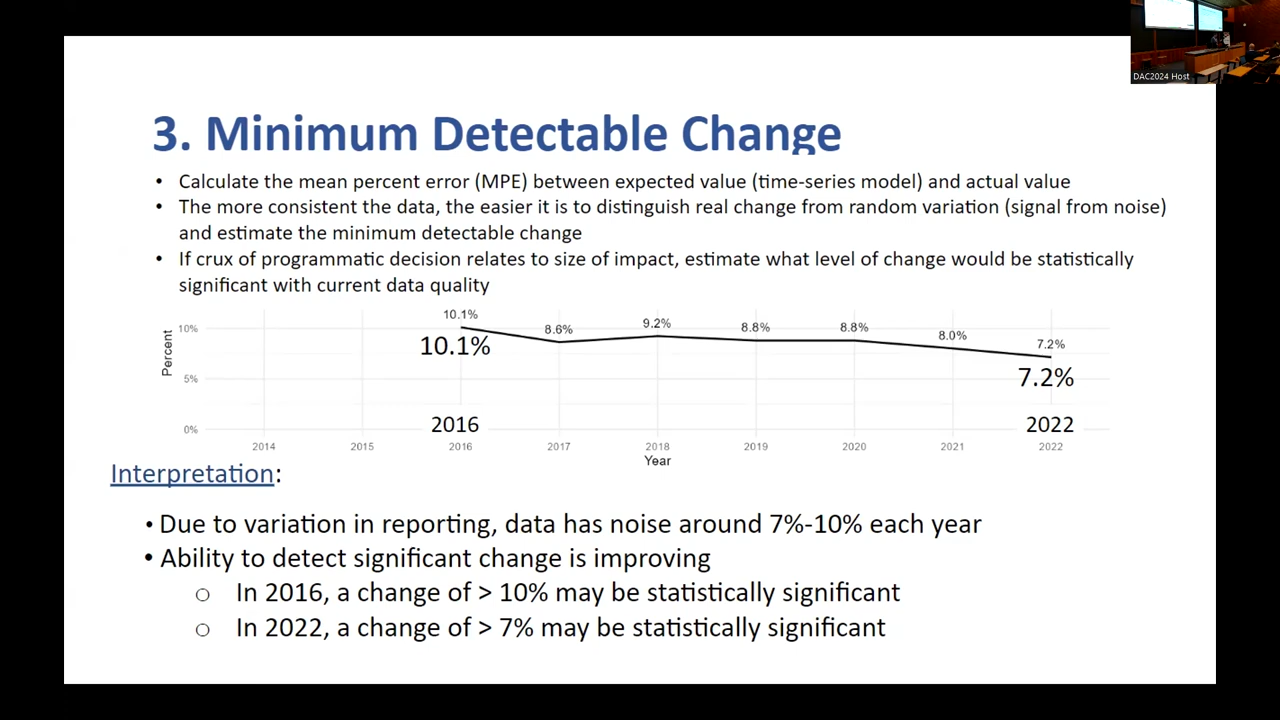 DAC2024 Host
3. Minimum Detectable Change
• Calculate the mean percent error (MPE) between expected value (time-series model) and actual value
• The more consistent the data, the easier it is to distinguish real change from random variation (signal from noise)
and estimate the minimum detectable change
• If crux of programmatic decision relates to size of impact, estimate what level of change would be statistically
significant with current data quality
Percent
10%
5%
0%
10.1%
8.6%
9.2%
8.8%
8.8%
8.0%
7.2%
10.1%
7.2%
2016
2022
2014 2015 2016 2017 2018 2019 2020 2021 2022
Year
Interpretation:
• Due to variation in reporting, data has noise around 7%-10% each year
• Ability to detect significant change is improving
○ In 2016, a change of > 10% may be statistically significant
○ In 2022, a change of > 7% may be statistically significant